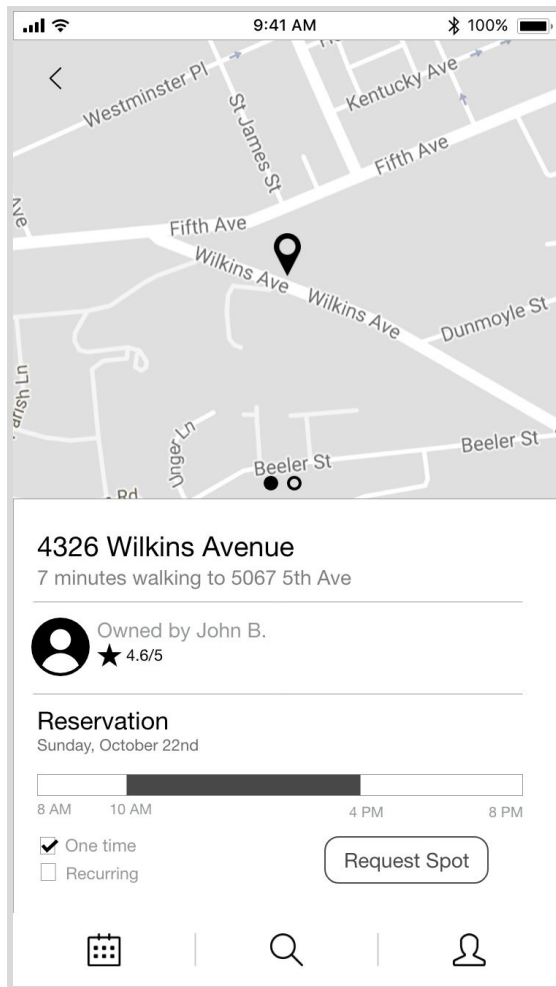 9:41 AM
100%
Westminster Pl
St James St
Kentucky Ave
Fifth Ave
Fifth Ave
Wilkins Ave
Wilkins Ave
Dunmoyle St
Unger Ln
Beeler St
Beeler St
Rd
4326 Wilkins Avenue
7 minutes walking to 5067 5th Ave
Owned by John B.
4.6/5
Reservation
Sunday, October 22nd
8 AM 10 AM 4 PM 8 PM
One time
Recurring
Request Spot